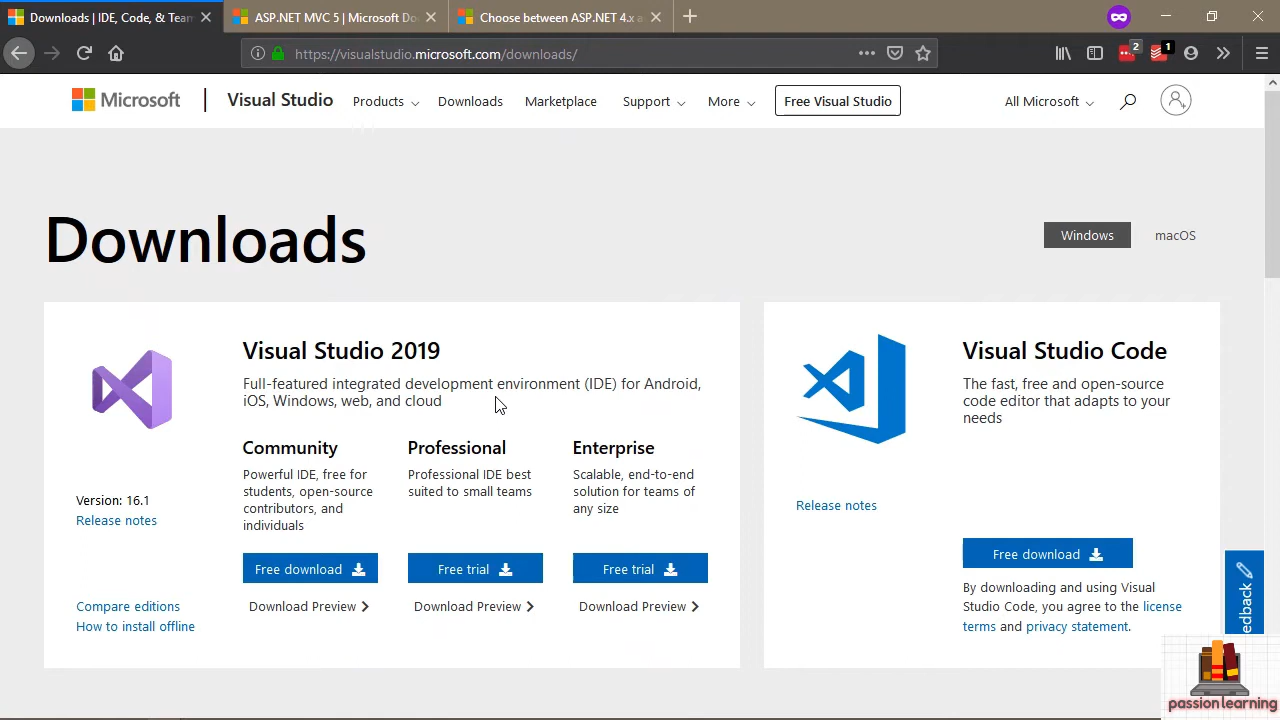 Downloads | IDE, Code, & Team
ASP.NET MVC 5 | Microsoft Do
Choose between ASP.NET 4.x a
https://visualstudio.microsoft.com/downloads/
2
1
Microsoft
Visual Studio
Products
Downloads
Marketplace
Support
More
Free Visual Studio
All Microsoft
Downloads
Windows
macOS
Visual Studio 2019
Full-featured integrated development environment (IDE) for Android,
iOS, Windows, web, and cloud
Version: 16.1
Release notes
Compare editions
How to install offline
Community
Powerful IDE, free for
students, open-source
contributors, and
individuals
Free download
Download Preview
Professional
Professional IDE best
suited to small teams
Free trial
Download Preview
Enterprise
Scalable, end-to-end
solution for teams of
any size
Free trial
Download Preview
Visual Studio Code
The fast, free and open-source
code editor that adapts to your
needs
Release notes
Free download
By downloading and using Visual
Studio Code, you agree to the license
terms and privacy statement.
edback
passion learning